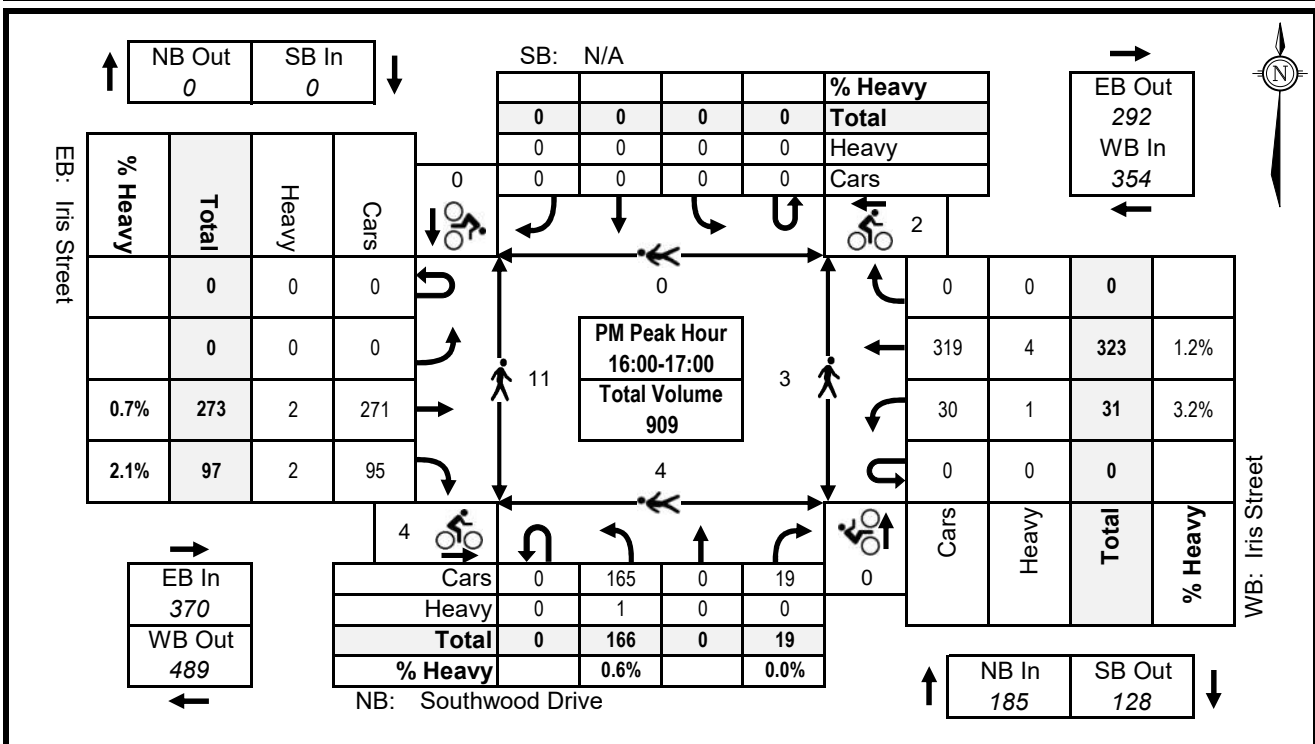 NB Out SB In
0 0
SB: N/A
% Heavy
0 0 0 0 Total
0 0 0 0 Heavy
0 0 0 0 Cars
EB Out
292
WB In
354
N
EB: Iris Street
% Heavy Total Heavy Cars
0 0 0
0 0 0
0.7% 273 2 271
2.1% 97 2 95
0
2
0
11
3
4
PM Peak Hour
16:00-17:00
Total Volume
909
0 0 0
319 4 323 1.2%
30 1 31 3.2%
0 0 0
Cars Heavy Total % Heavy
WB: Iris Street
4
0
EB In
370
WB Out
489
Cars 0 165 0 19
Heavy 0 1 0 0
Total 0 166 0 19
% Heavy 0.6% 0.0%
NB: Southwood Drive
NB In SB Out
185 128